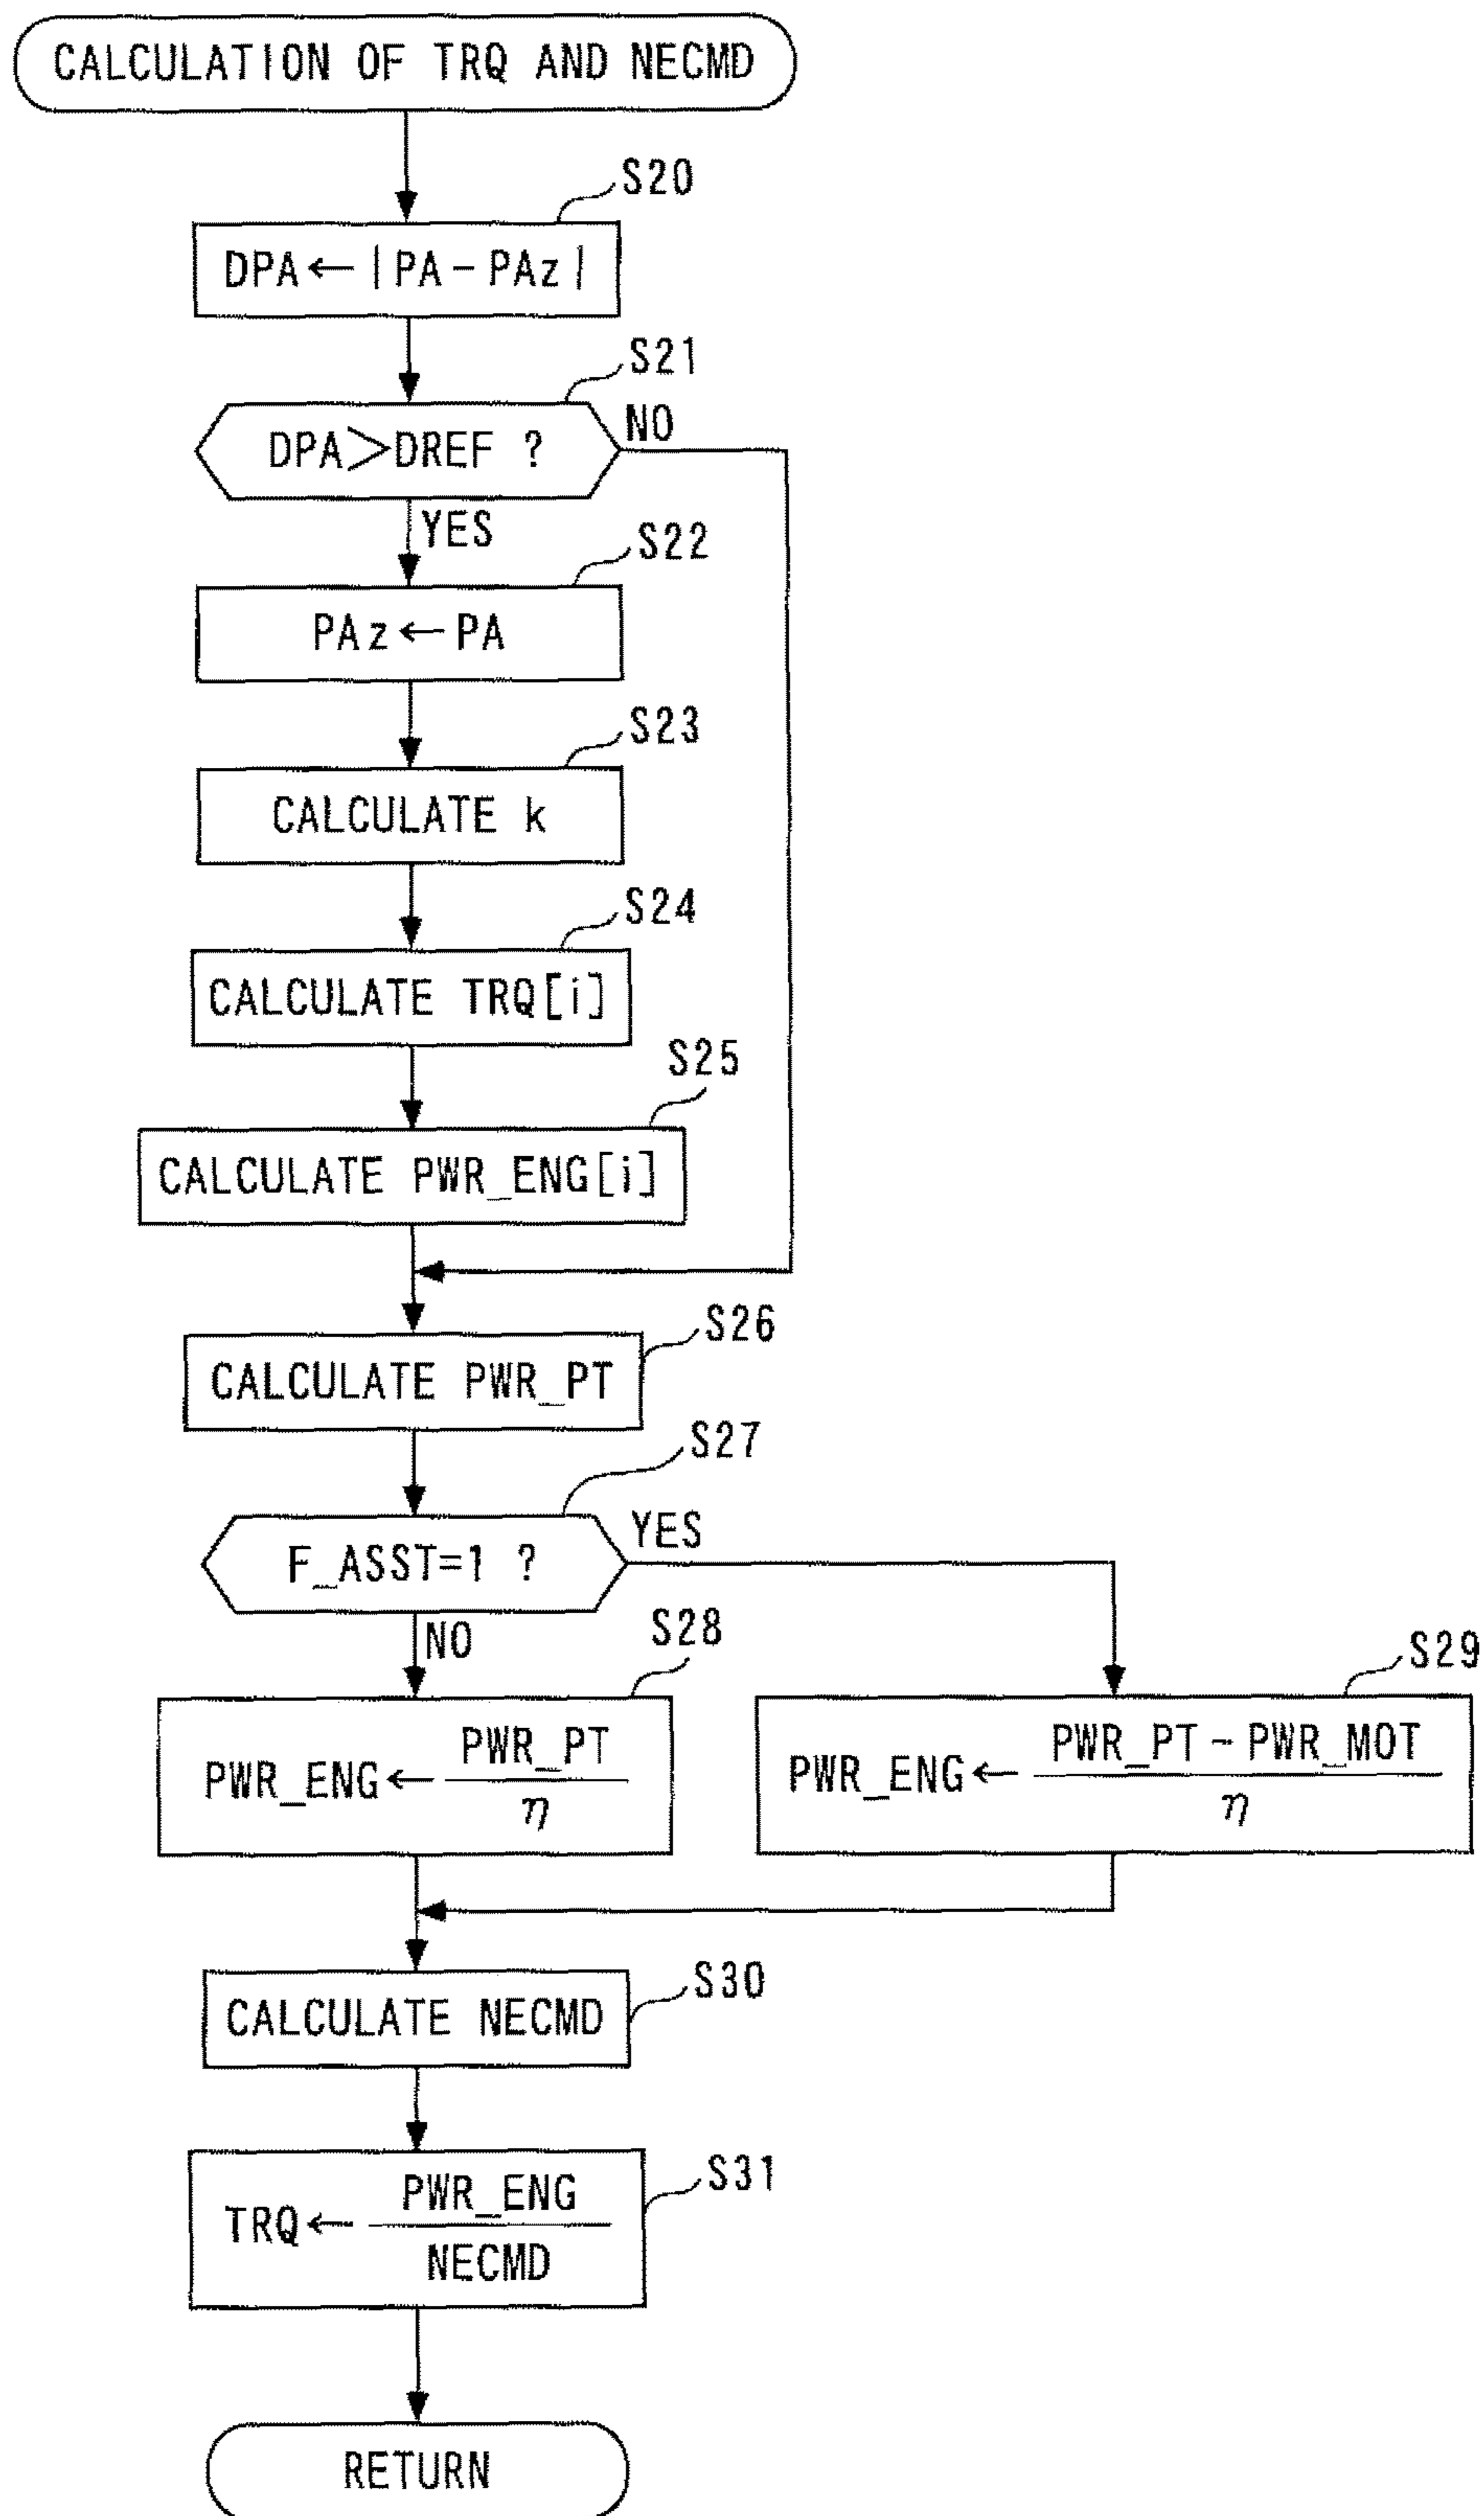 CALCULATION OF TRQ AND NECMD
S20
DPA←|PA-PAz|
S21
DPA>DREF ?
NO
YES
S22
PAz←PA
S23
CALCULATE k
S24
CALCULATE TRQ[i]
S25
CALCULATE PWR_ENG[i]
S26
CALCULATE PWR_PT
S27
F_ASST=1 ?
YES
NO
S28
PWR_ENG← PWR_PT
η
S29
PWR_ENG← PWR_PT-PWR_MOT
η
S30
CALCULATE NECMD
S31
TRQ← PWR_ENG
NECMD
RETURN